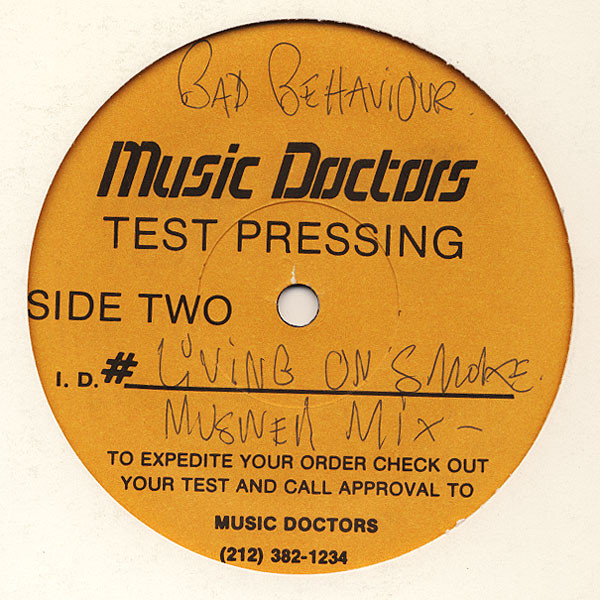 BAD BEHAVIOUR.
Music Doctors
TEST PRESSING
SIDE TWO
I. D. # LiViNG ON SMOKE.
MUSWEll MiX –
TO EXPEDITE YOUR ORDER CHECK OUT
YOUR TEST AND CALL APPROVAL TO
MUSIC DOCTORS
(212) 382-1234